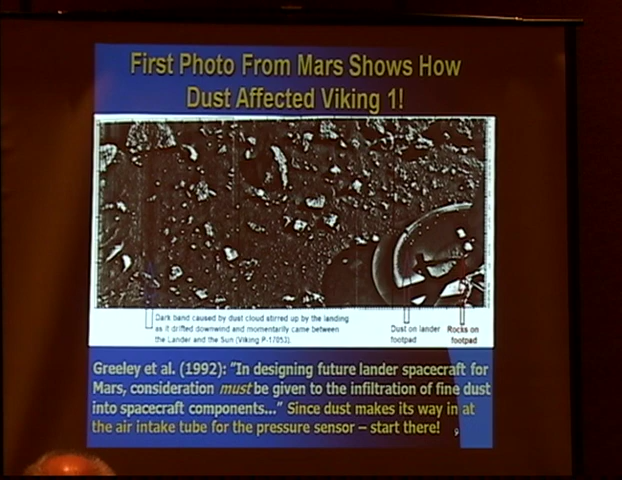 First Photo From Mars Shows How
Dust Affected Viking 1!
Dark band caused by dust cloud stirred up by the landing
as it drifted downwind and momentarily came between
the Lander and the Sun (Viking P-17053).
Dust on lander
footpad
Rocks on
footpad
Greeley et al. (1992): "In designing future lander spacecraft for
Mars, consideration must be given to the infiltration of fine dust
into spacecraft components..." Since dust makes its way in at
the air intake tube for the pressure sensor – start there!
9